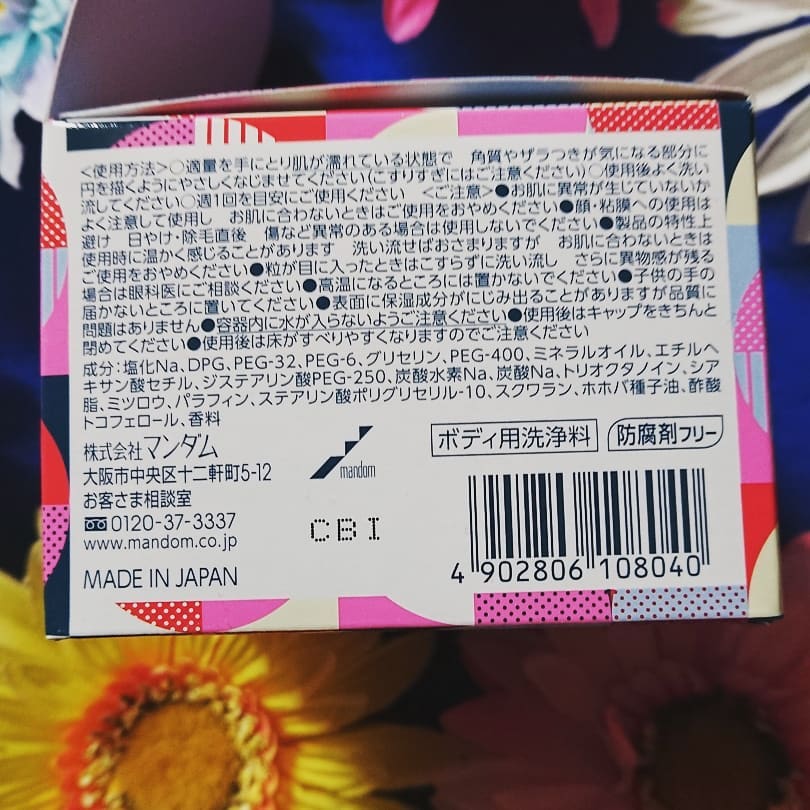 <使用方法>○適量を手にとり肌が濡れている状態で 角質やザラつきが気になる部分に
円を描くようにやさしくなじませてください(こすりすぎにはご注意ください)○使用後よく洗い
流してください○週1回を目安にご使用ください <ご注意>●お肌に異常が生じていないか
よく注意して使用し お肌に合わないときはご使用をおやめください●顔・粘膜への使用は
避け 日やけ・除毛直後 傷など異常のある場合は使用しないでください●製品の特性上
使用時に温かく感じることがあります 洗い流せばおさまりますが お肌に合わないときは
ご使用をおやめください●粒が目に入ったときはこすらずに洗い流し さらに異物感が残る
場合は眼科医にご相談ください●高温になるところには置かないでください●子供の手の
届かないところに置いてください●表面に保湿成分がにじみ出ることがありますが品質に
問題はありません●容器内に水が入らないようご注意ください●使用後はキャップをきちんと
閉めてください●使用後は床がすべりやすくなりますのでご注意ください
成分:塩化Na、DPG、PEG-32、PEG-6、グリセリン、PEG-400、ミネラルオイル、エチルヘ
キサン酸セチル、ジステアリン酸PEG-250、炭酸水素Na、炭酸Na、トリオクタノイン、シア
脂、ミツロウ、パラフィン、ステアリン酸ポリグリセリル-10、スクワラン、ホホバ種子油、酢酸
トコフェロール、香料
株式会社マンダム
大阪市中央区十二軒町5-12
お客さま相談室
0120-37-3337
www.mandom.co.jp
MADE IN JAPAN
mandom
CBI
ボディ用洗浄料
防腐剤フリー
4 902806 108040